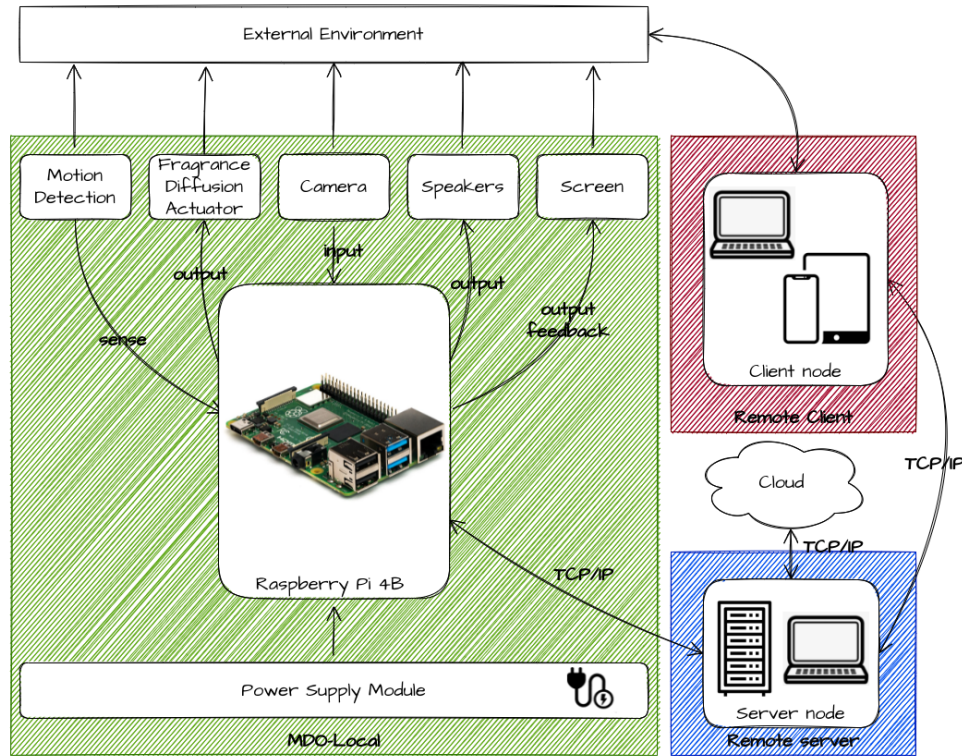 External Environment
Motion
Detection
Fragrance
Diffusion
Actuator
Camera
Speakers
Screen
input
output
output
output
feedback
sense
Client node
Remote Client
TCP/IP
Cloud
TCP/IP
TCP/IP
Raspberry Pi 4B
Power Supply Module
Server node
MDO-Local
Remote server